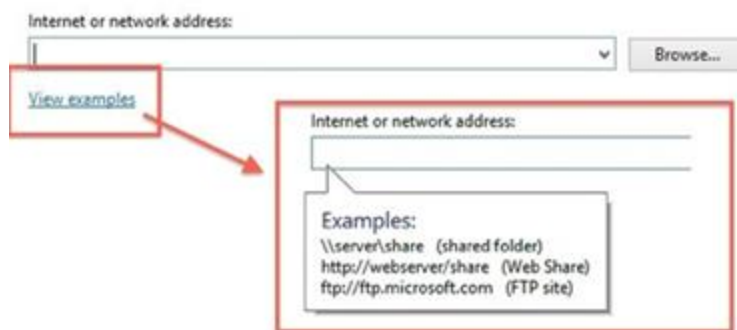 Internet or network address:
Browse...
View examples
Internet or network address:
Examples:
\\server\share (shared folder)
http://webserver/share (Web Share)
ftp://ftp.microsoft.com (FTP site)